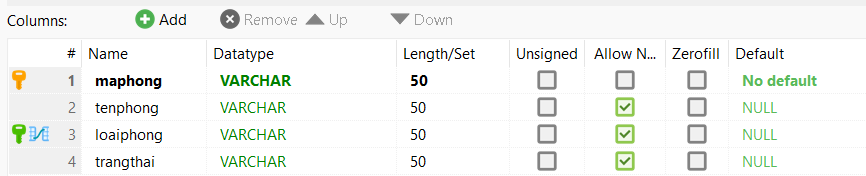 Columns: Add Remove Up Down
# Name Datatype Length/Set Unsigned Allow N... Zerofill Default
1 maphong VARCHAR 50 No default
2 tenphong VARCHAR 50 NULL
3 loaiphong VARCHAR 50 NULL
4 trangthai VARCHAR 50 NULL